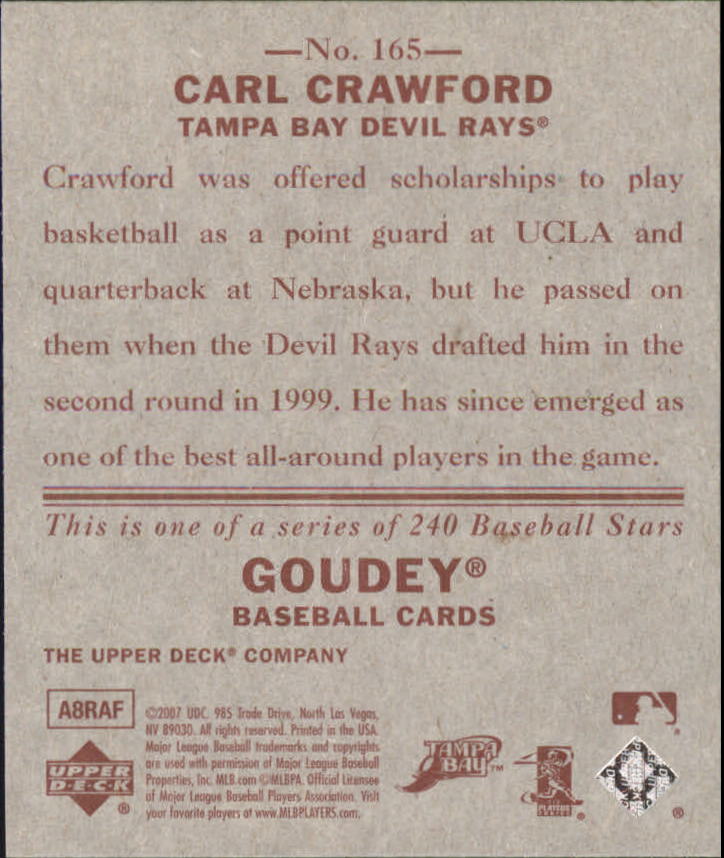 —No. 165—
CARL CRAWFORD
TAMPA BAY DEVIL RAYS®
Crawford was offered scholarships to play
basketball as a point guard at UCLA and
quarterback at Nebraska, but he passed on
them when the Devil Rays drafted him in the
second round in 1999. He has since emerged as
one of the best all-around players in the game.
This is one of a series of 240 Baseball Stars
GOUDEY®
BASEBALL CARDS
THE UPPER DECK® COMPANY
A8RAF
©2007 UDC. 985 Trade Drive, North Las Vegas,
NV 89030. All rights reserved. Printed in the USA.
Major League Baseball trademarks and copyrights
are used with permission of Major League Baseball
Properties, Inc. MLB.com ©MLBPA. Official Licensee
of Major League Baseball Players Association. Visit
your favorite players at www.MLBPLAYERS.com.
UPPER
D·E·C·K
®
TAMPA
BAY™
PLAYERS
CHOICE®
®
®